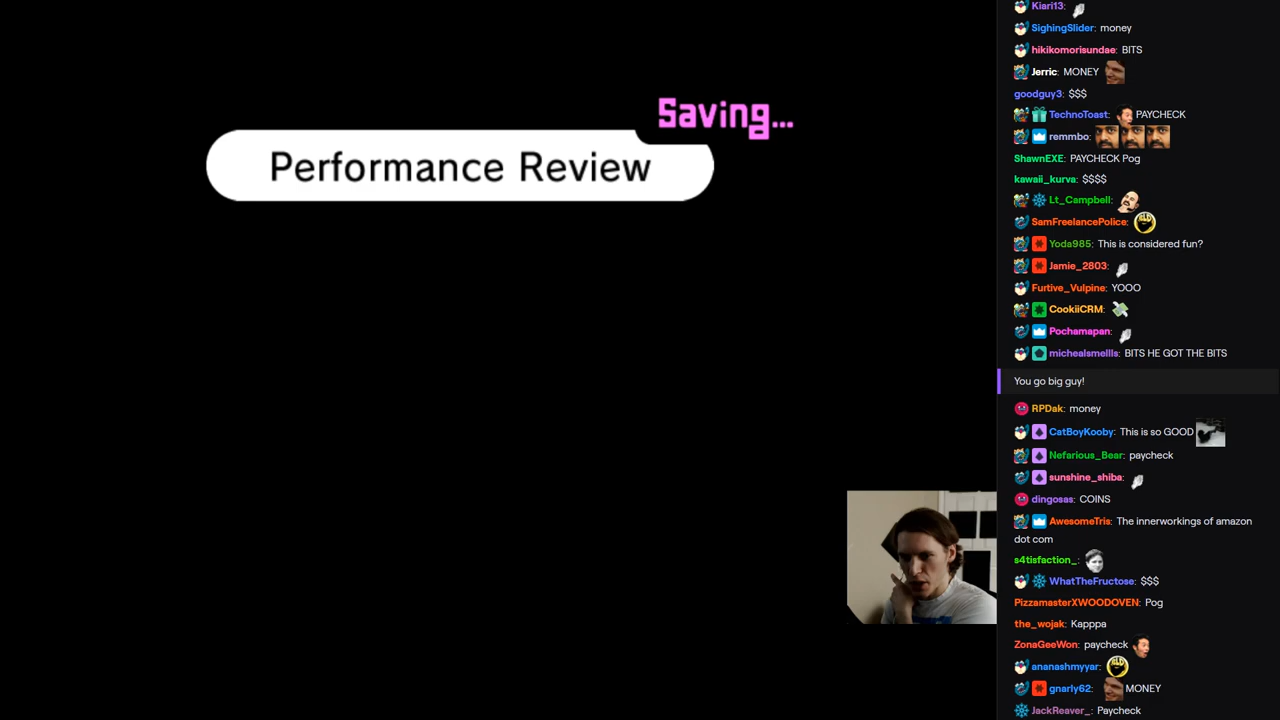 Saving...
Performance Review
Kiari13:
SighingSlider: money
hikikomorisundae: BITS
Jerric: MONEY
goodguy3: $$$
TechnoToast: PAYCHECK
remmbo:
ShawnEXE: PAYCHECK Pog
kawaii_kurva: $$$$
Lt_Campbell:
SamFreelancePolice:
Yoda985: This is considered fun?
Jamie_2803:
Furtive_Vulpine: YOOO
CookiiCRM:
Pochamapan:
michealsmellls: BITS HE GOT THE BITS
You go big guy!
RPDak: money
CatBoyKooby: This is so GOOD
Nefarious_Bear: paycheck
sunshine_shiba:
dingosas: COINS
AwesomeTris: The innerworkings of amazon
dot com
s4tisfaction_:
WhatTheFructose: $$$
PizzamasterXWOODOVEN: Pog
the_wojak: Kapppa
ZonaGeeWon: paycheck
ananashmyyar:
gnarly62: MONEY
JackReaver_: Paycheck